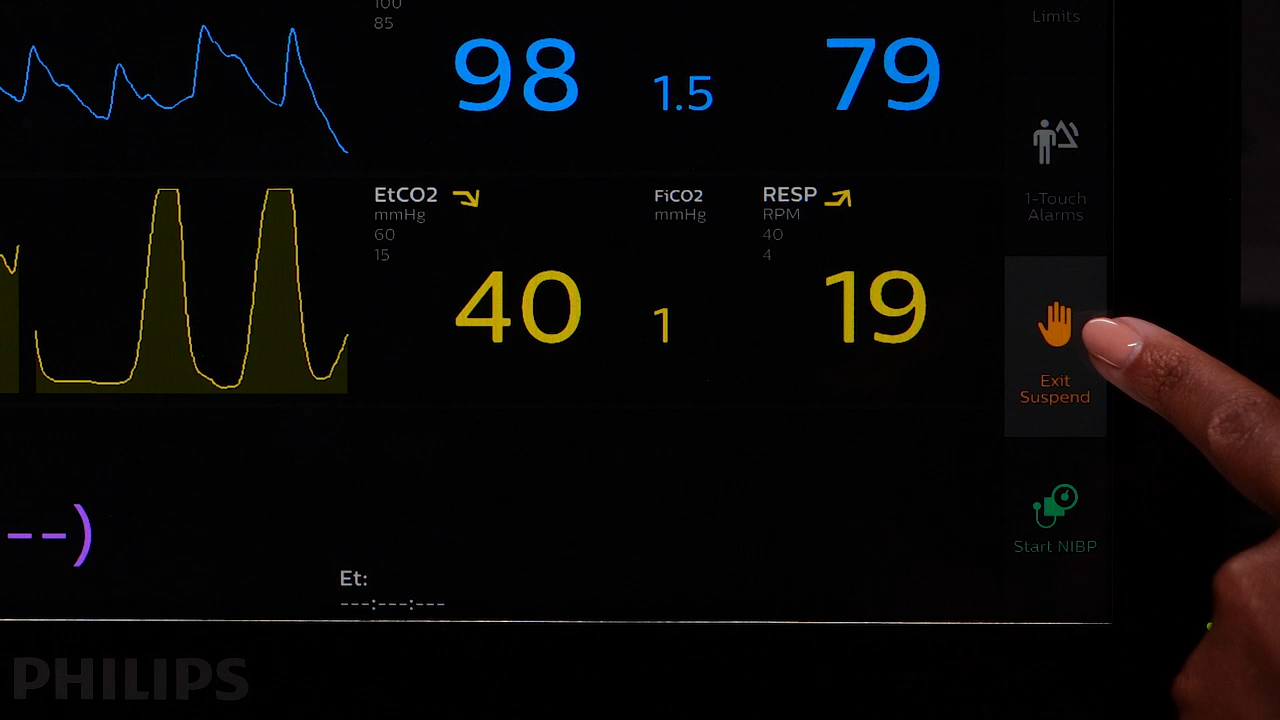 100
85
98 1.5 79
Limits
1-Touch
Alarms
EtCO2 FiCO2 RESP
mmHg mmHg RPM
60 40
15 4
40 1 19
Exit
Suspend
Start NIBP
--)
Et:
---:---:---
PHILIPS